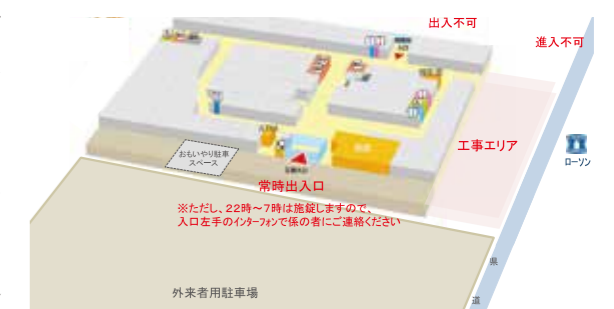 出入不可
進入不可
工事エリア
ローソン
おもいやり駐車
スペース
常時出入口
※ただし、22時～7時は施錠しますので、
入口左手のインターフォンで係の者にご連絡ください
県
道
外来者用駐車場